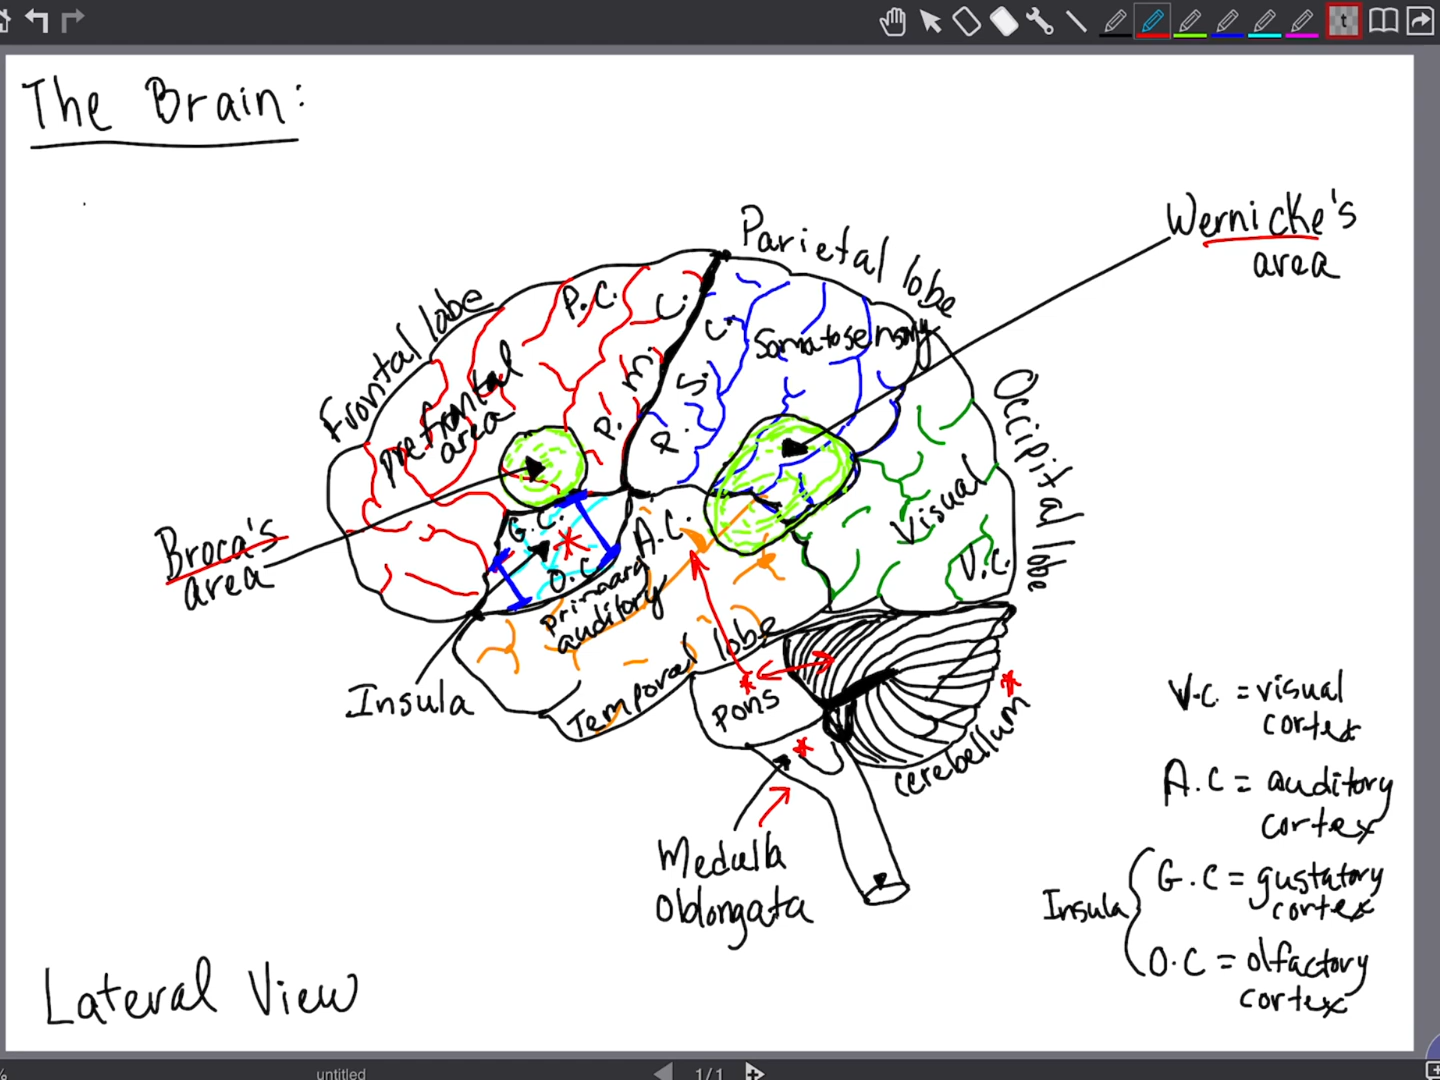 The Brain:
Parietal lobe
Wernicke's
area
Frontal lobe
P.C.
C.
M.
P.
C.
S.
P.
Somatosensory
prefrontal
area
Occipital lobe
Visual
V.C.
Broca's
area
G.C.
O.C.
A.C.
primary
auditory
Temporal lobe
Insula
pons
cerebellum
Medulla
oblongata
V.C. = visual
cortex
A.C = auditory
cortex
Insula
G.C = gustatory
cortex
O.C = olfactory
cortex
Lateral View
t
%
untitled
1/1